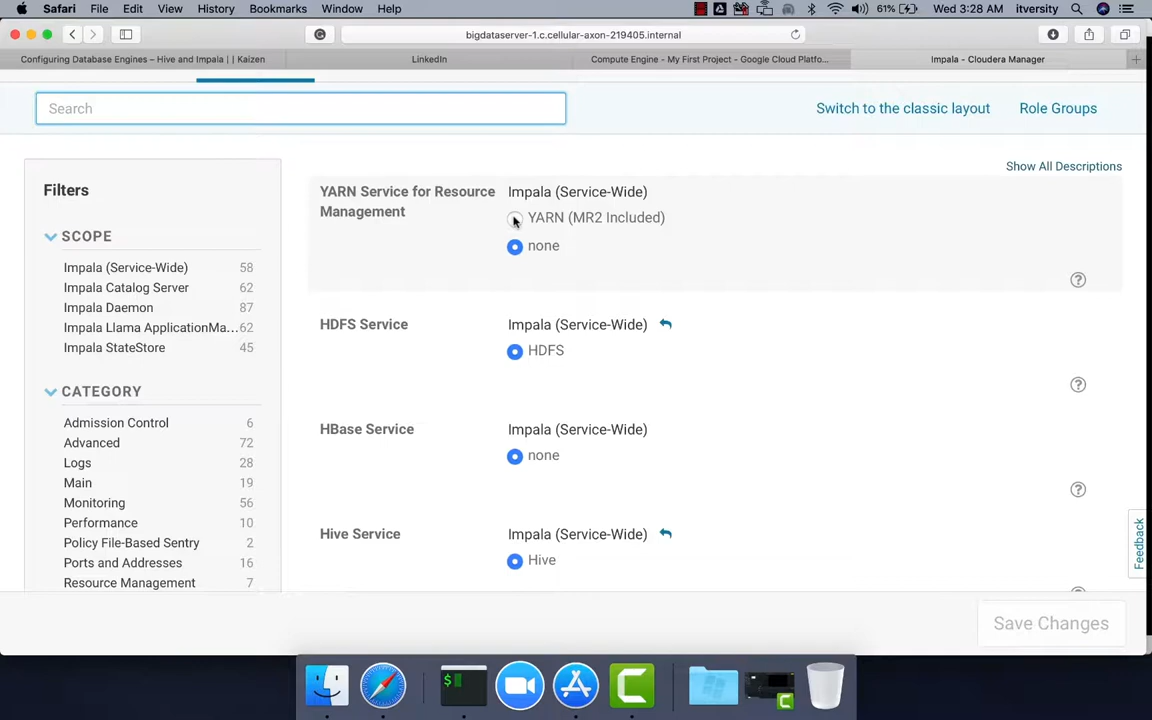 Safari File Edit View History Bookmarks Window Help 61% Wed 3:28 AM itversity
bigdataserver-1.c.cellular-axon-219405.internal
Configuring Database Engines – Hive and Impala | | Kaizen
LinkedIn
Compute Engine - My First Project - Google Cloud Platfo...
Impala - Cloudera Manager
Search
Switch to the classic layout
Role Groups
Show All Descriptions
Filters
SCOPE
Impala (Service-Wide) 58
Impala Catalog Server 62
Impala Daemon 87
Impala Llama ApplicationMa... 62
Impala StateStore 45
CATEGORY
Admission Control 6
Advanced 72
Logs 28
Main 19
Monitoring 56
Performance 10
Policy File-Based Sentry 2
Ports and Addresses 16
Resource Management 7
YARN Service for Resource
Management
Impala (Service-Wide)
YARN (MR2 Included)
none
HDFS Service
Impala (Service-Wide)
HDFS
HBase Service
Impala (Service-Wide)
none
Hive Service
Impala (Service-Wide)
Hive
Feedback
Save Changes